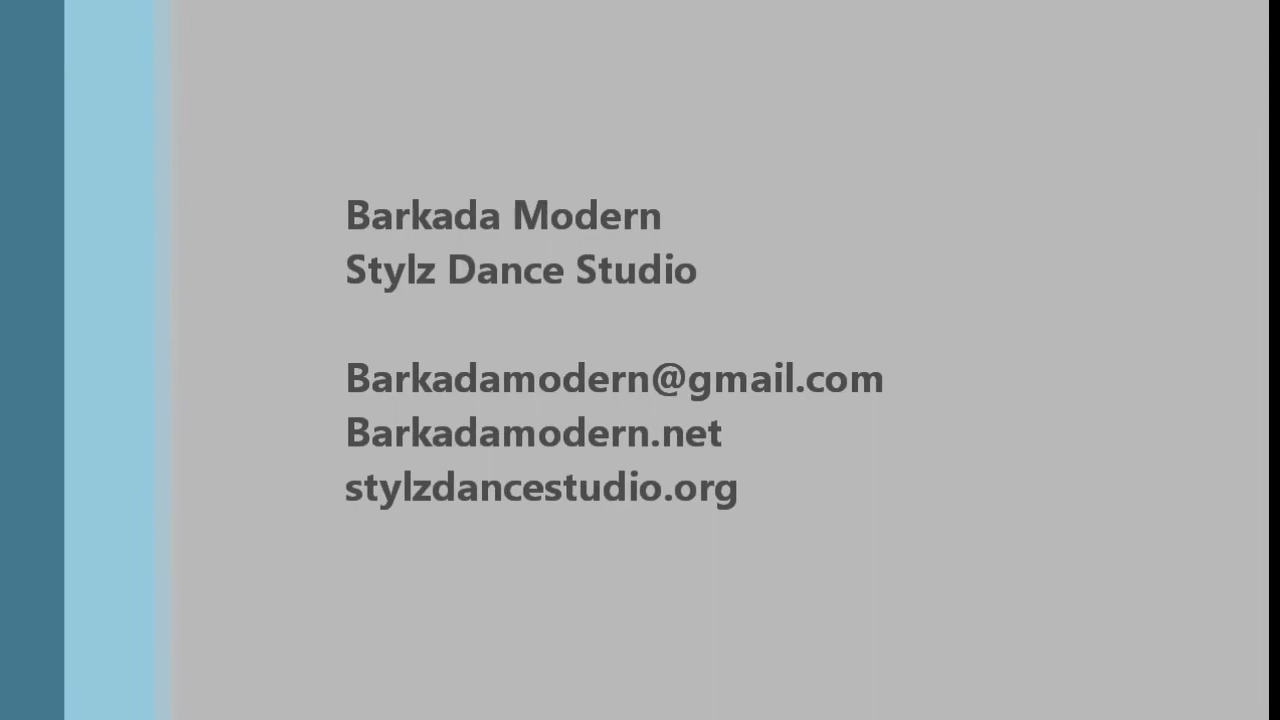 Barkada Modern
Stylz Dance Studio
Barkadamodern@gmail.com
Barkadamodern.net
stylzdancestudio.org